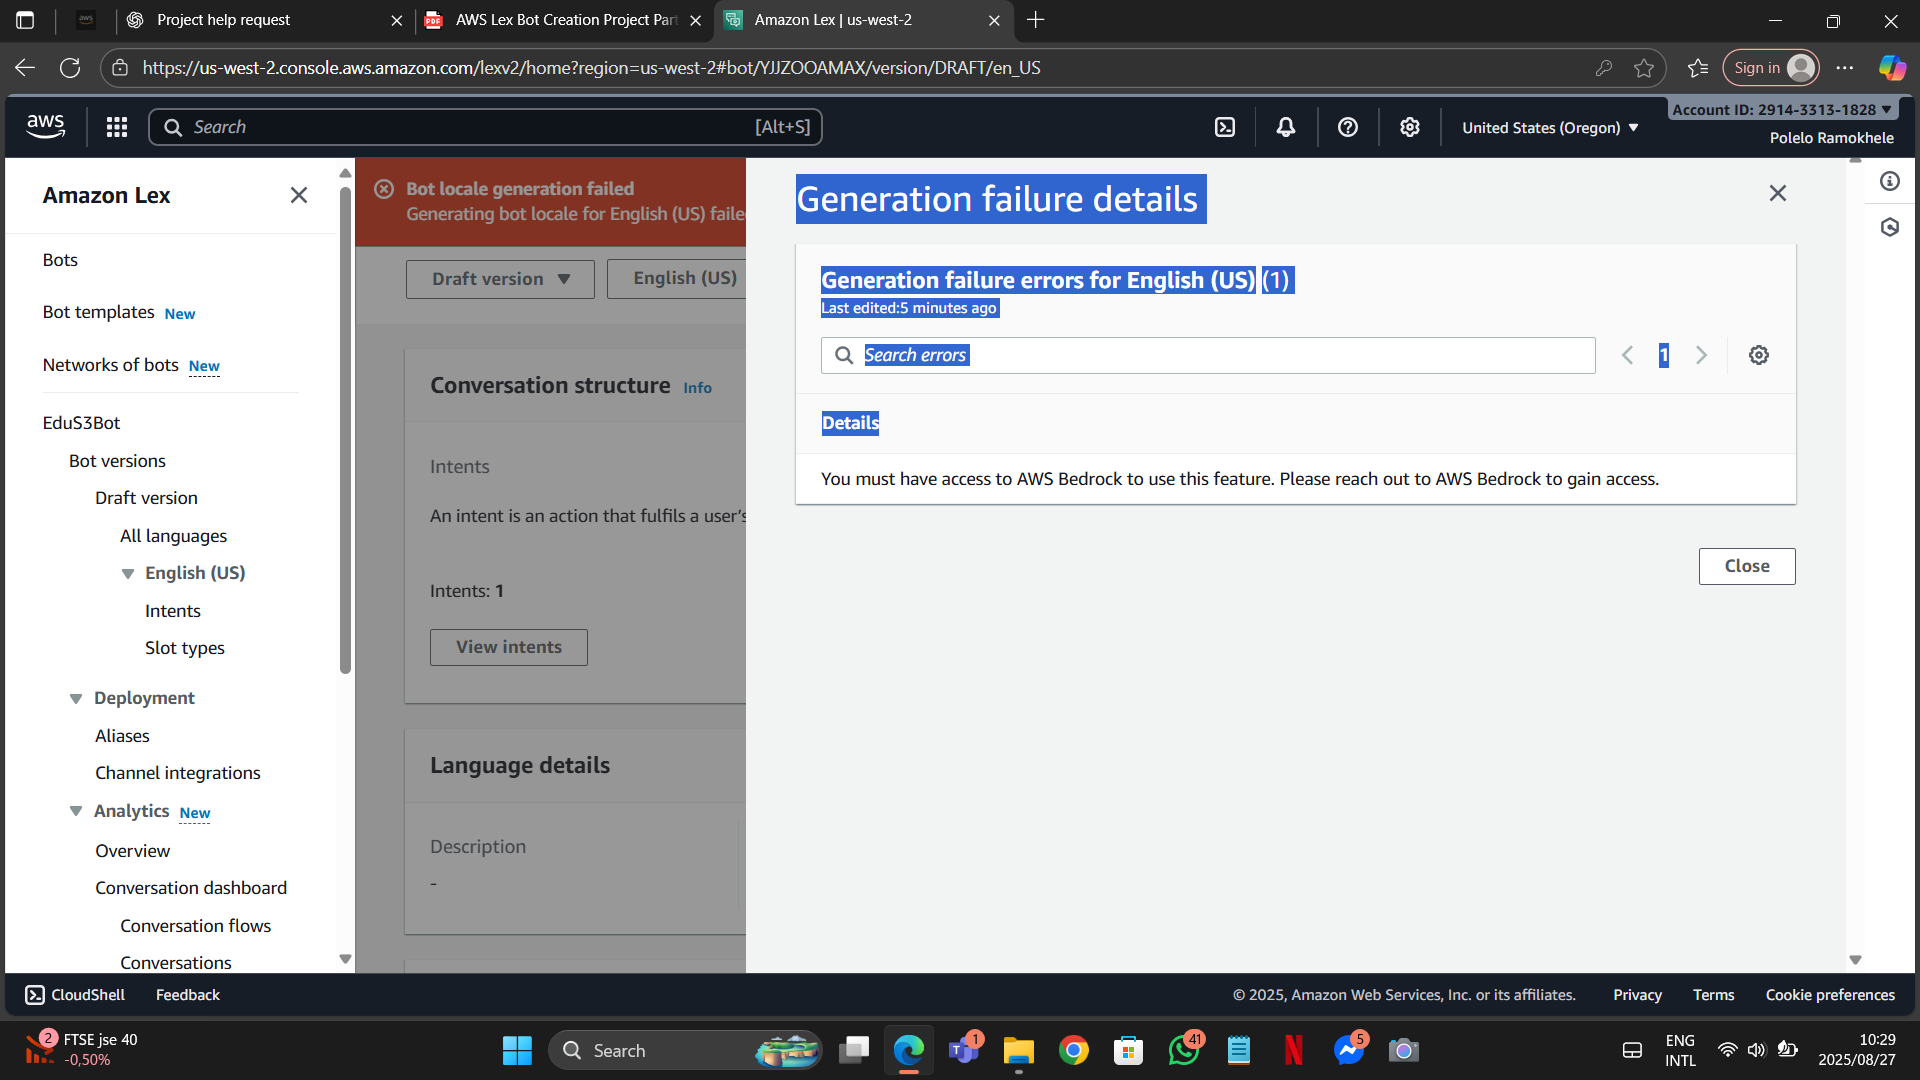 Project help request
AWS Lex Bot Creation Project Part
Amazon Lex | us-west-2
https://us-west-2.console.aws.amazon.com/lexv2/home?region=us-west-2#bot/YJJZOOAMAX/version/DRAFT/en_US
Sign in
aws
Search
[Alt+S]
United States (Oregon)
Account ID: 2914-3313-1828
Polelo Ramokhele
Amazon Lex
Bots
Bot templates New
Networks of bots New
EduS3Bot
Bot versions
Draft version
All languages
English (US)
Intents
Slot types
Deployment
Aliases
Channel integrations
Analytics New
Overview
Conversation dashboard
Conversation flows
Conversations
Bot locale generation failed
Generating bot locale for English (US) failed
Draft version
English (US)
Conversation structure Info
Intents
An intent is an action that fulfils a user's
Intents: 1
View intents
Language details
Description
-
Generation failure details
Generation failure errors for English (US) (1)
Last edited:5 minutes ago
Search errors
1
Details
You must have access to AWS Bedrock to use this feature. Please reach out to AWS Bedrock to gain access.
Close
CloudShell
Feedback
© 2025, Amazon Web Services, Inc. or its affiliates.
Privacy
Terms
Cookie preferences
2
FTSE jse 40
-0,50%
Search
1
41
5
ENG
INTL
10:29
2025/08/27